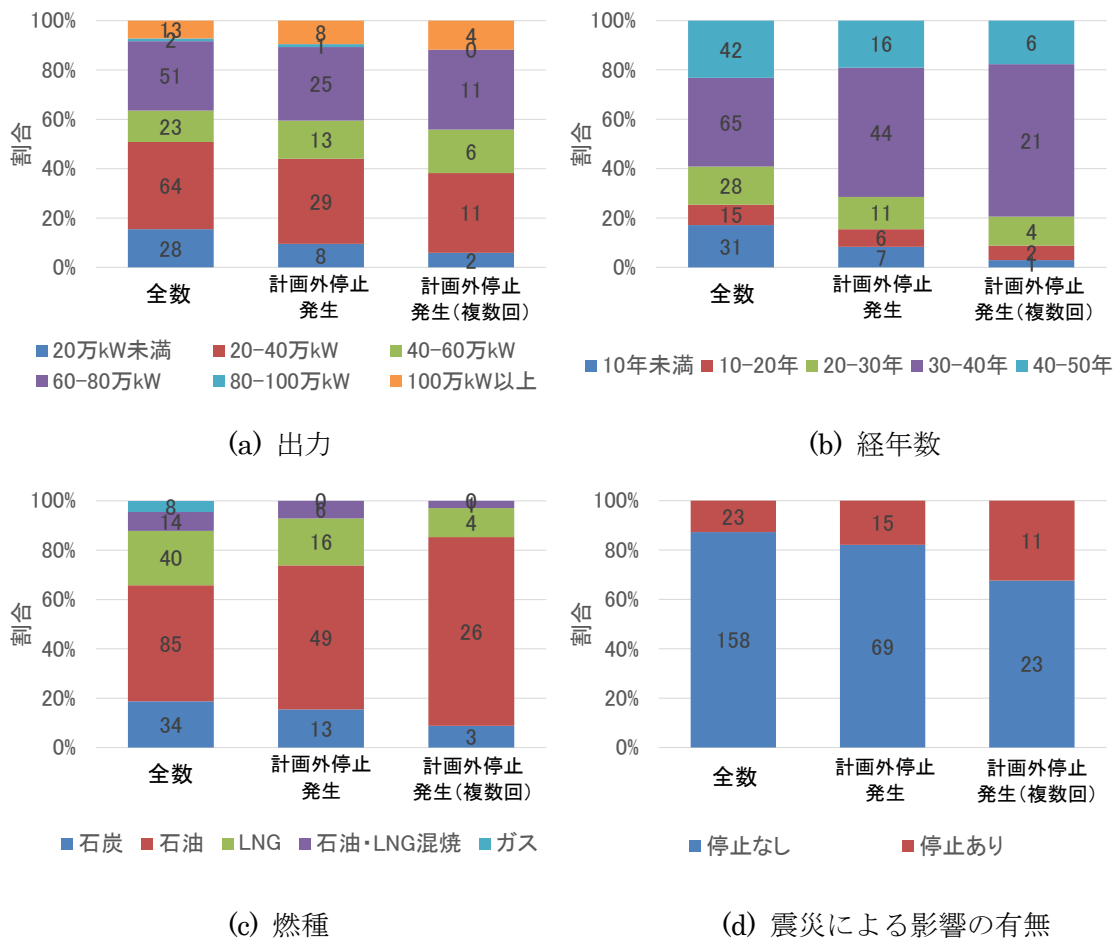 100%
80%
60%
40%
20%
0%
割合
13
2
51
23
64
28
8
1
25
13
29
8
4
0
11
6
11
2
全数
計画外停止
発生
計画外停止
発生(複数回)
20万kW未満 20-40万kW 40-60万kW
60-80万kW 80-100万kW 100万kW以上
(a) 出力
100%
80%
60%
40%
20%
0%
割合
42
65
28
15
31
16
44
11
6
7
6
21
4
2
1
全数
計画外停止
発生
計画外停止
発生(複数回)
10年未満 10-20年 20-30年 30-40年 40-50年
(b) 経年数
100%
80%
60%
40%
20%
0%
割合
8
14
40
85
34
0
6
16
49
13
0
1
4
26
3
全数
計画外停止
発生
計画外停止
発生(複数回)
石炭 石油 LNG 石油・LNG混焼 ガス
(c) 燃種
100%
80%
60%
40%
20%
0%
割合
23
158
15
69
11
23
全数
計画外停止
発生
計画外停止
発生(複数回)
停止なし 停止あり
(d) 震災による影響の有無